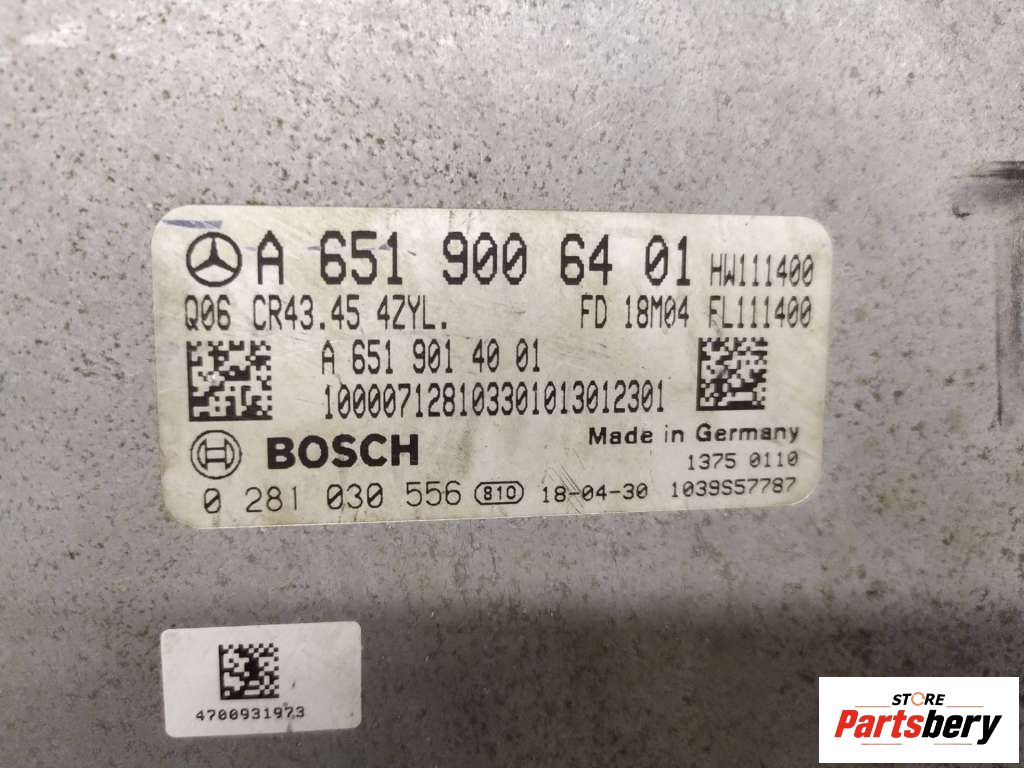 A 651 900 64 01 HW111400
Q06 CR43.45 4ZYL. FD 18M04 FL111400
A 651 901 40 01
100007128103301013012301
BOSCH Made in Germany
1375 0110
0 281 030 556 810 18-04-30 1039S57787
4700931973
STORE
Partsbery